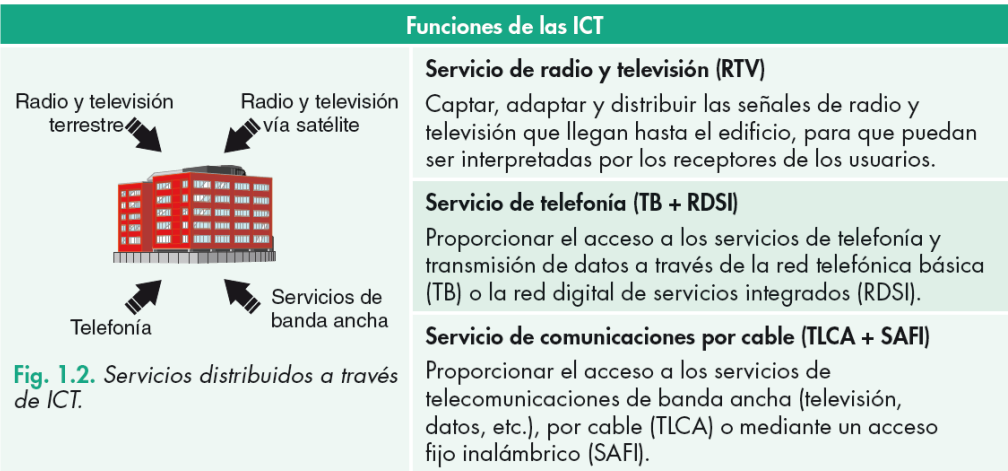 Funciones de las ICT
Radio y televisión
terrestre
Radio y televisión
vía satélite
Telefonía
Servicios de
banda ancha
Fig. 1.2. Servicios distribuidos a través
de ICT.
Servicio de radio y televisión (RTV)
Captar, adaptar y distribuir las señales de radio y
televisión que llegan hasta el edificio, para que puedan
ser interpretadas por los receptores de los usuarios.
Servicio de telefonía (TB + RDSI)
Proporcionar el acceso a los servicios de telefonía y
transmisión de datos a través de la red telefónica básica
(TB) o la red digital de servicios integrados (RDSI).
Servicio de comunicaciones por cable (TLCA + SAFI)
Proporcionar el acceso a los servicios de
telecomunicaciones de banda ancha (televisión,
datos, etc.), por cable (TLCA) o mediante un acceso
fijo inalámbrico (SAFI).